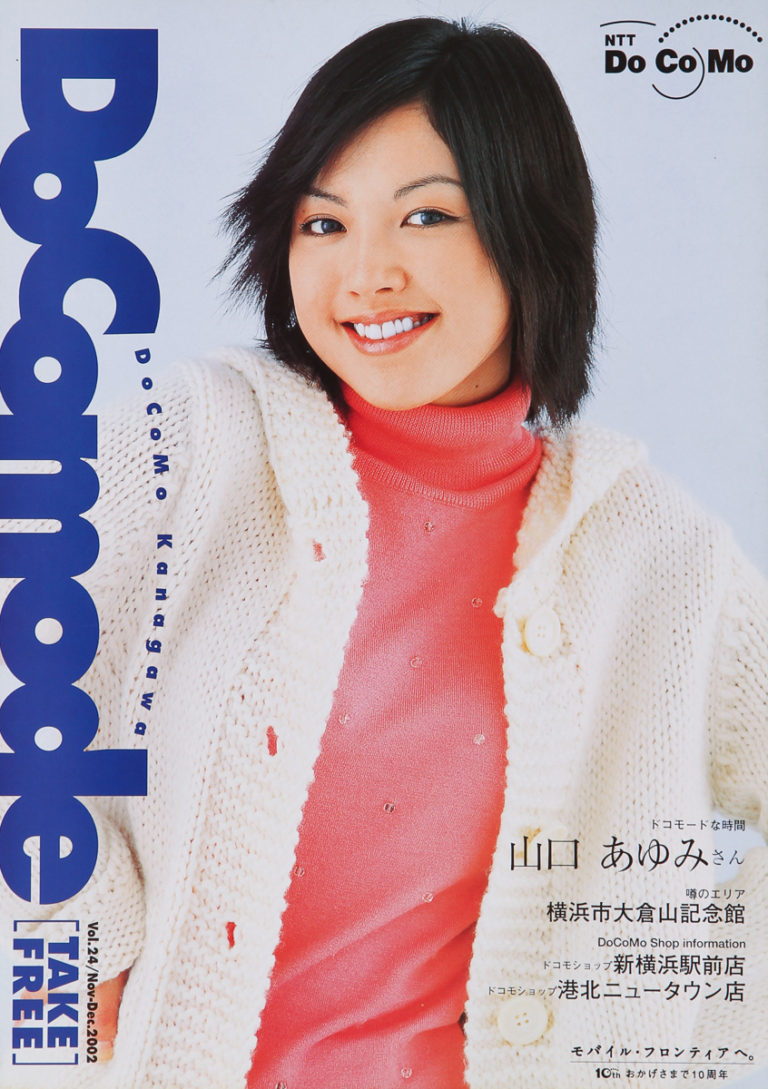 NTT
DoCoMo
DoComode
DoCoMo Kanagawa
Vol.24/Nov-Dec.2002
[TAKE FREE]
ドコモードな時間
山口 あゆみさん
噂のエリア
横浜市大倉山記念館
DoCoMo Shop information
ドコモショップ新横浜駅前店
ドコモショップ港北ニュータウン店
モバイル・フロンティアへ。
10th おかげさまで10周年